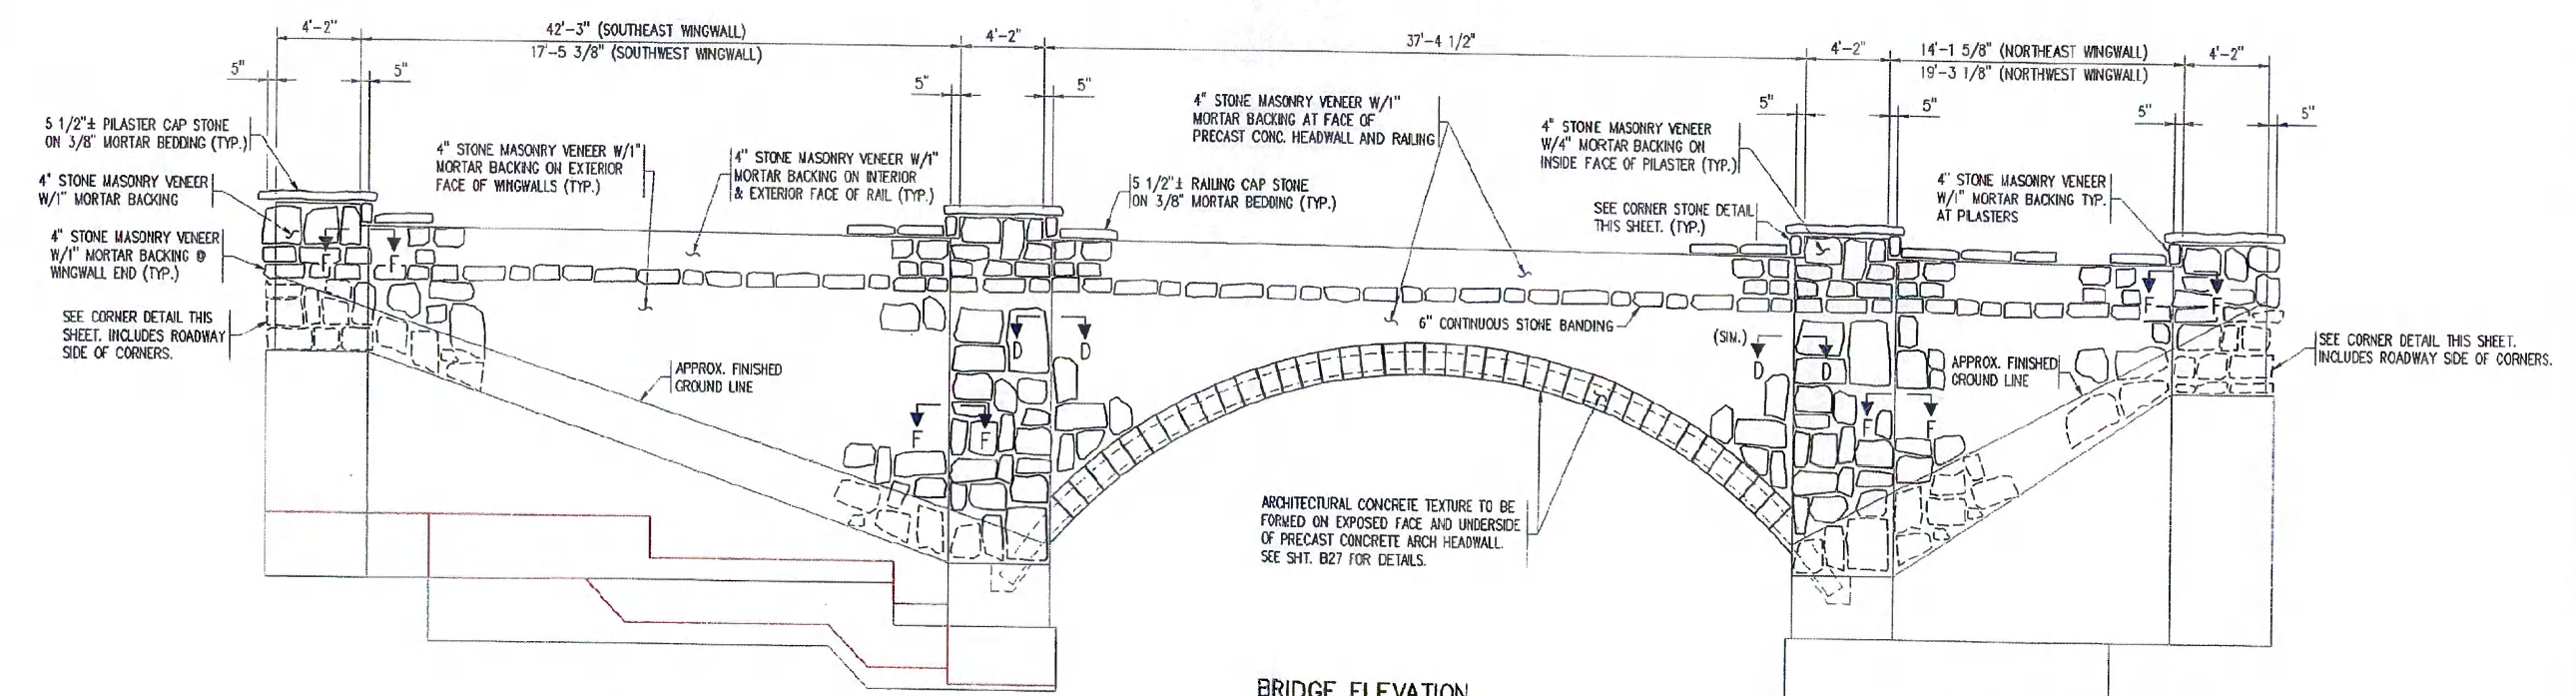 4'-2"
42'-3" (SOUTHEAST WINGWALL)
17'-5 3/8" (SOUTHWEST WINGWALL)
4'-2"
37'-4 1/2"
4'-2"
14'-1 5/8" (NORTHEAST WINGWALL)
19'-3 1/8" (NORTHWEST WINGWALL)
4'-2"
5"
5"
5"
5"
5"
5"
5"
5"
5 1/2"± PILASTER CAP STONE
ON 3/8" MORTAR BEDDING (TYP.)
4" STONE MASONRY VENEER
W/1" MORTAR BACKING
4" STONE MASONRY VENEER
W/1" MORTAR BACKING @
WINGWALL END (TYP.)
SEE CORNER DETAIL THIS
SHEET. INCLUDES ROADWAY
SIDE OF CORNERS.
4" STONE MASONRY VENEER W/1"
MORTAR BACKING ON EXTERIOR
FACE OF WINGWALLS (TYP.)
4" STONE MASONRY VENEER W/1"
MORTAR BACKING ON INTERIOR
& EXTERIOR FACE OF RAIL (TYP.)
4" STONE MASONRY VENEER W/1"
MORTAR BACKING AT FACE OF
PRECAST CONC. HEADWALL AND RAILING
5 1/2"± RAILING CAP STONE
ON 3/8" MORTAR BEDDING (TYP.)
4" STONE MASONRY VENEER
W/4" MORTAR BACKING ON
INSIDE FACE OF PILASTER (TYP.)
SEE CORNER STONE DETAIL
THIS SHEET. (TYP.)
4" STONE MASONRY VENEER
W/1" MORTAR BACKING TYP.
AT PILASTERS
F
F
F
F
6" CONTINUOUS STONE BANDING
(SIM.)
D
D
D
D
APPROX. FINISHED
GROUND LINE
APPROX. FINISHED
GROUND LINE
SEE CORNER DETAIL THIS SHEET.
INCLUDES ROADWAY SIDE OF CORNERS.
F
F
F
F
ARCHITECTURAL CONCRETE TEXTURE TO BE
FORMED ON EXPOSED FACE AND UNDERSIDE
OF PRECAST CONCRETE ARCH HEADWALL.
SEE SHT. B27 FOR DETAILS.
BRIDGE ELEVATION